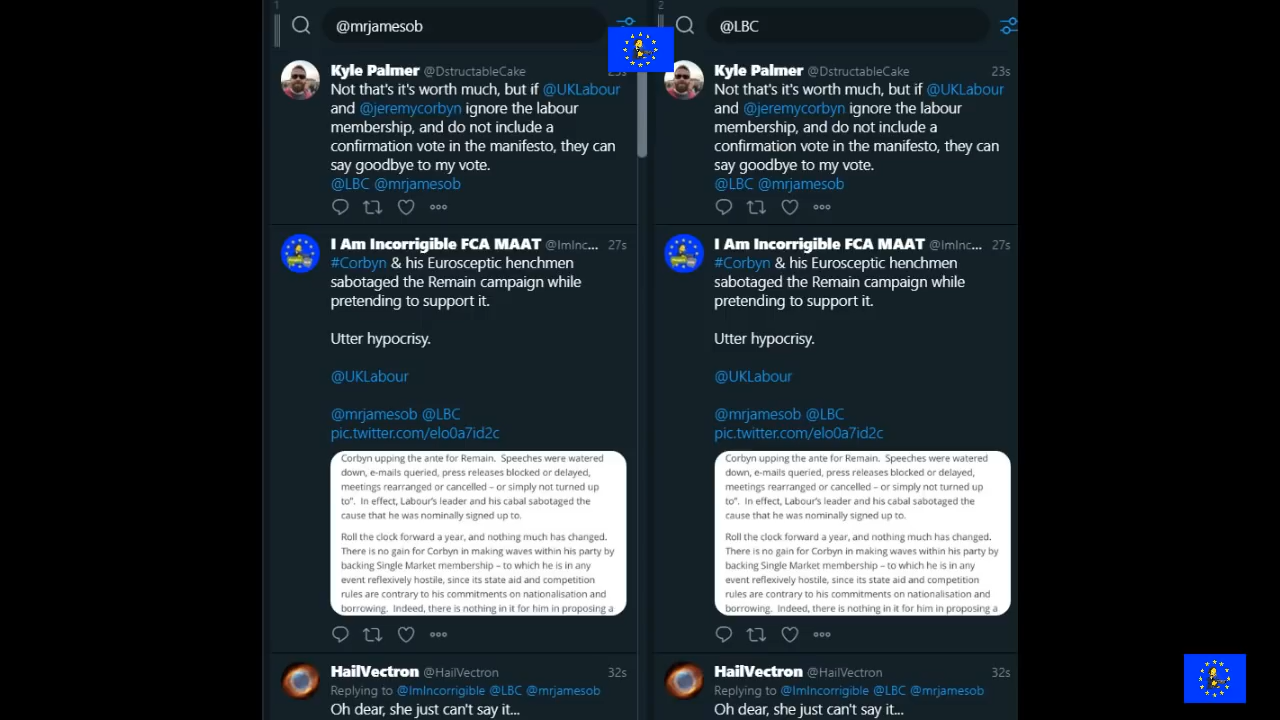 1
@mrjamesob
Kyle Palmer @DstructableCake
Not that's it's worth much, but if @UKLabour
and @jeremycorbyn ignore the labour
membership, and do not include a
confirmation vote in the manifesto, they can
say goodbye to my vote.
@LBC @mrjamesob
I Am Incorrigible FCA MAAT @ImInc... 27s
#Corbyn & his Eurosceptic henchmen
sabotaged the Remain campaign while
pretending to support it.
Utter hypocrisy.
@UKLabour
@mrjamesob @LBC
pic.twitter.com/elo0a7id2c
Corbyn upping the ante for Remain. Speeches were watered
down, e-mails queried, press releases blocked or delayed,
meetings rearranged or cancelled – or simply not turned up
to”. In effect, Labour's leader and his cabal sabotaged the
cause that he was nominally signed up to.
Roll the clock forward a year, and nothing much has changed.
There is no gain for Corbyn in making waves within his party by
backing Single Market membership – to which he is in any
event reflexively hostile, since its state aid and competition
rules are contrary to his commitments on nationalisation and
borrowing. Indeed, there is nothing in it for him in proposing a
HailVectron @HailVectron 32s
Replying to @ImIncorrigible @LBC @mrjamesob
Oh dear, she just can't say it...
2
@LBC
Kyle Palmer @DstructableCake 23s
Not that's it's worth much, but if @UKLabour
and @jeremycorbyn ignore the labour
membership, and do not include a
confirmation vote in the manifesto, they can
say goodbye to my vote.
@LBC @mrjamesob
I Am Incorrigible FCA MAAT @ImInc... 27s
#Corbyn & his Eurosceptic henchmen
sabotaged the Remain campaign while
pretending to support it.
Utter hypocrisy.
@UKLabour
@mrjamesob @LBC
pic.twitter.com/elo0a7id2c
Corbyn upping the ante for Remain. Speeches were watered
down, e-mails queried, press releases blocked or delayed,
meetings rearranged or cancelled – or simply not turned up
to”. In effect, Labour's leader and his cabal sabotaged the
cause that he was nominally signed up to.
Roll the clock forward a year, and nothing much has changed.
There is no gain for Corbyn in making waves within his party by
backing Single Market membership – to which he is in any
event reflexively hostile, since its state aid and competition
rules are contrary to his commitments on nationalisation and
borrowing. Indeed, there is nothing in it for him in proposing a
HailVectron @HailVectron 32s
Replying to @ImIncorrigible @LBC @mrjamesob
Oh dear, she just can't say it...